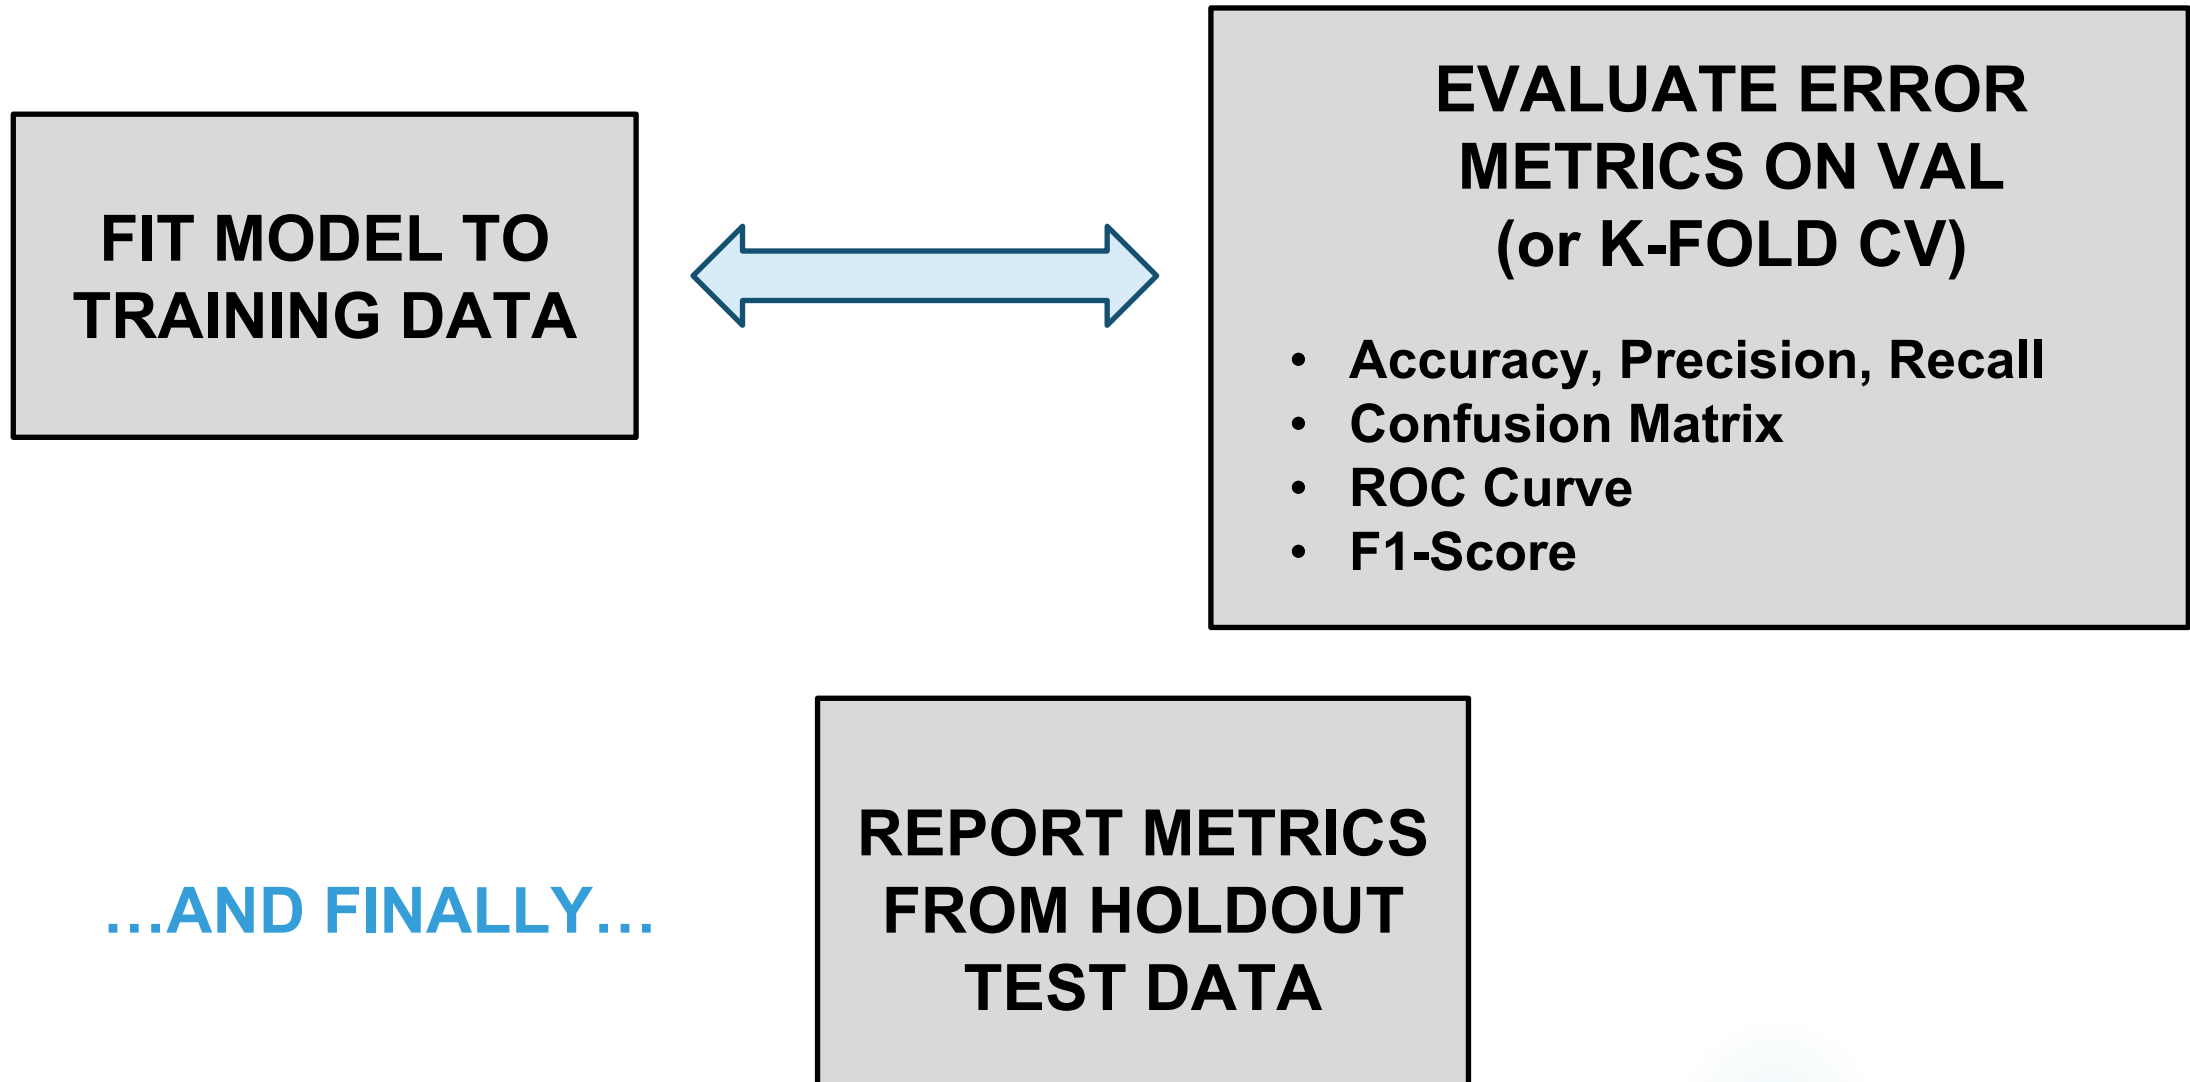 FIT MODEL TO
TRAINING DATA
EVALUATE ERROR
METRICS ON VAL
(or K-FOLD CV)
• Accuracy, Precision, Recall
• Confusion Matrix
• ROC Curve
• F1-Score
...AND FINALLY...
REPORT METRICS
FROM HOLDOUT
TEST DATA